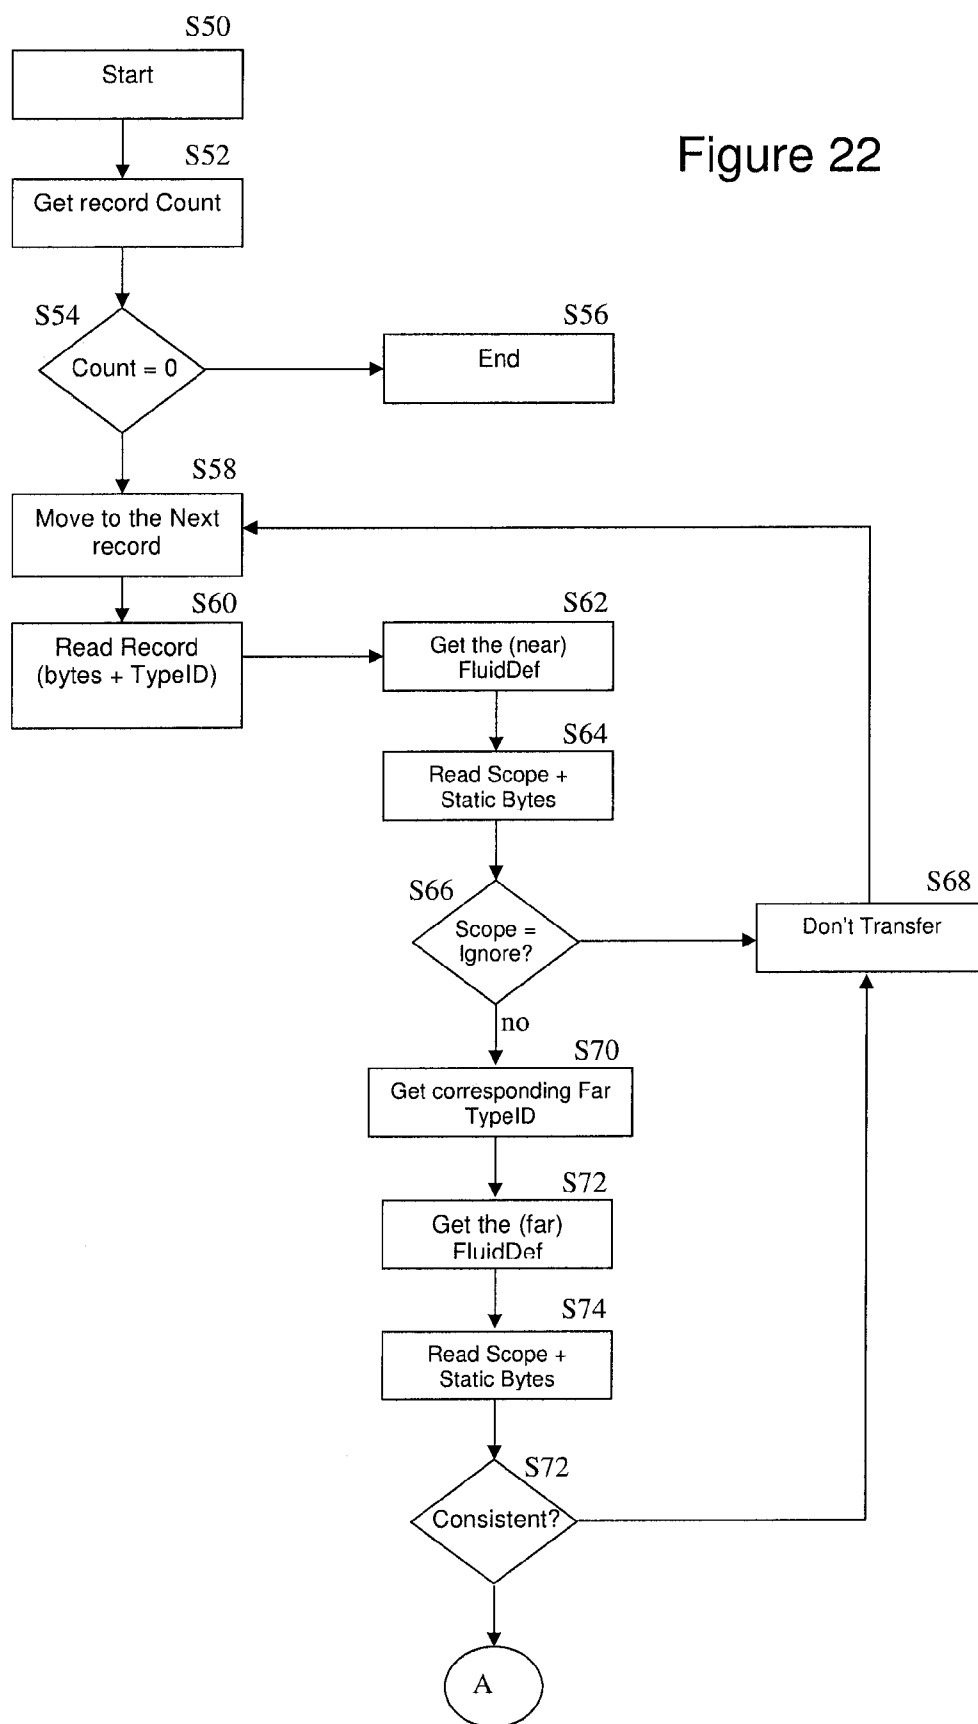 S50
Start
Figure 22
S52
Get record Count
S54
Count = 0
S56
End
S58
Move to the Next
record
S60
Read Record
(bytes + TypeID)
S62
Get the (near)
FluidDef
S64
Read Scope +
Static Bytes
S66
Scope =
Ignore?
S68
Don't Transfer
no
S70
Get corresponding Far
TypeID
S72
Get the (far)
FluidDef
S74
Read Scope +
Static Bytes
S72
Consistent?
A